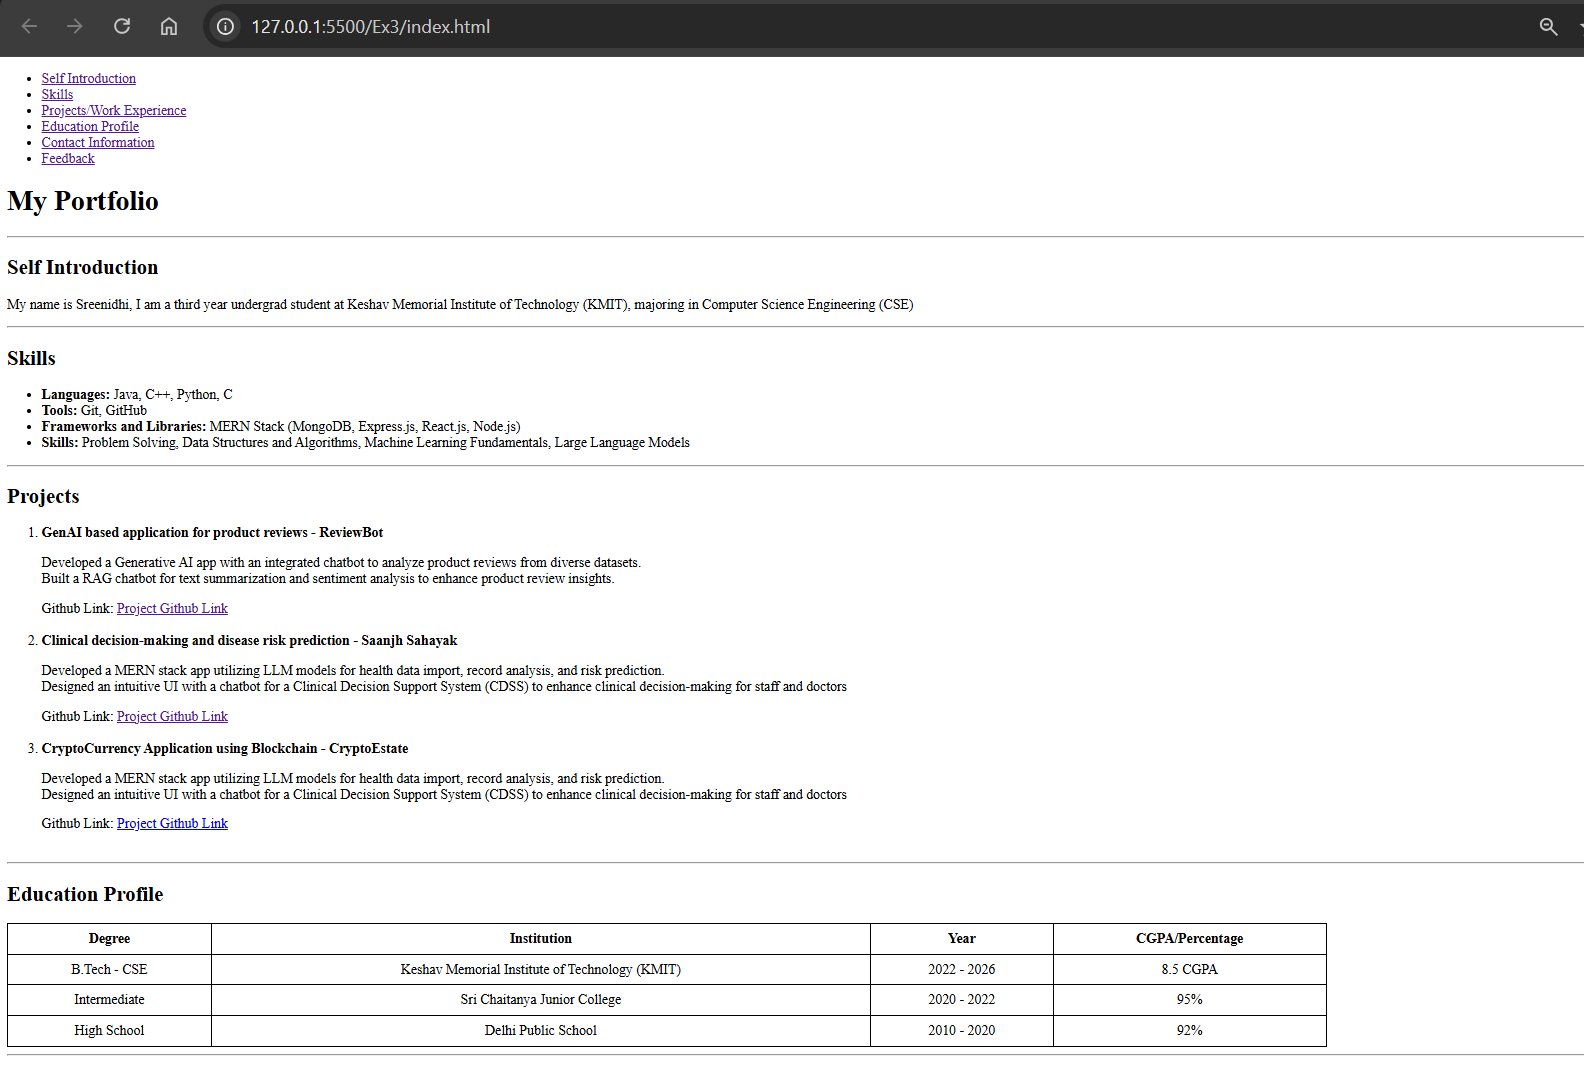 127.0.0.1:5500/Ex3/index.html
Self Introduction
Skills
Projects/Work Experience
Education Profile
Contact Information
Feedback
My Portfolio
Self Introduction
My name is Sreenidhi, I am a third year undergrad student at Keshav Memorial Institute of Technology (KMIT), majoring in Computer Science Engineering (CSE)
Skills
Languages: Java, C++, Python, C
Tools: Git, GitHub
Frameworks and Libraries: MERN Stack (MongoDB, Express.js, React.js, Node.js)
Skills: Problem Solving, Data Structures and Algorithms, Machine Learning Fundamentals, Large Language Models
Projects
1. GenAI based application for product reviews - ReviewBot
Developed a Generative AI app with an integrated chatbot to analyze product reviews from diverse datasets.
Built a RAG chatbot for text summarization and sentiment analysis to enhance product review insights.
Github Link: Project Github Link
2. Clinical decision-making and disease risk prediction - Saanjh Sahayak
Developed a MERN stack app utilizing LLM models for health data import, record analysis, and risk prediction.
Designed an intuitive UI with a chatbot for a Clinical Decision Support System (CDSS) to enhance clinical decision-making for staff and doctors
Github Link: Project Github Link
3. CryptoCurrency Application using Blockchain - CryptoEstate
Developed a MERN stack app utilizing LLM models for health data import, record analysis, and risk prediction.
Designed an intuitive UI with a chatbot for a Clinical Decision Support System (CDSS) to enhance clinical decision-making for staff and doctors
Github Link: Project Github Link
Education Profile
Degree Institution Year CGPA/Percentage
B.Tech - CSE Keshav Memorial Institute of Technology (KMIT) 2022 - 2026 8.5 CGPA
Intermediate Sri Chaitanya Junior College 2020 - 2022 95%
High School Delhi Public School 2010 - 2020 92%